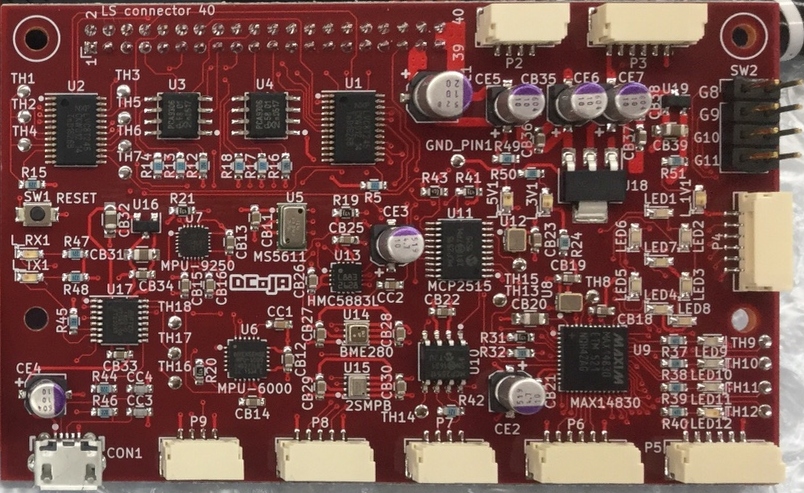 LS connector 40
2
1
40
39
P2
P3
SW2
G8
G9
G10
G11
TH1
TH2
TH4
U2
TH3
TH5
TH6
TH7
U3
U4
U1
CE5
CB35
CE6
CE7
CB36
CB37
CB39
R51
GND_PIN1
R49
R50
R15
SW1
RESET
R14
R18
R16
R5
R43
R41
5V1
3V1
U18
LED1
1V1
CB32
U16
R21
U7
MPU-9250
CB13
CB11
U5
MS5611
R19
CB25
U13
HMC5883L
CE3
CC2
U11
MCP2515
U12
CB23
R24
CB19
LED6
LED2
LED7
LED5
LED3
LED4
LED8
P4
L_RX1
L_TX1
R47
R48
CB31
CB34
CB16
DCoJA
CB26
TH15
TH13
TH8
CB20
CB18
U17
R45
CB33
TH18
TH17
TH16
R20
U6
MPU-6000
CC1
CB12
CB14
CB27
U14
BME280
CB28
CB29
U15
2SMPB
CB30
CB22
U10
TH14
R42
R31
R32
CB21
CE2
MAXIM
MAX14830
U9
MAX14830
R37
LED9
R38
LED10
R39
LED11
R40
LED12
TH9
TH10
TH11
TH12
CE4
R44
CC4
R46
CC3
CON1
P9
P8
P7
P6
P5